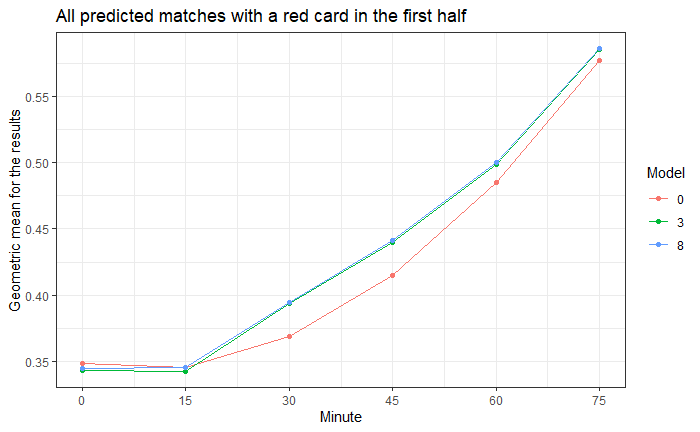 All predicted matches with a red card in the first half
Geometric mean for the results
0.55
0.50
0.45
0.40
0.35
0 15 30 45 60 75
Minute
Model
0
3
8